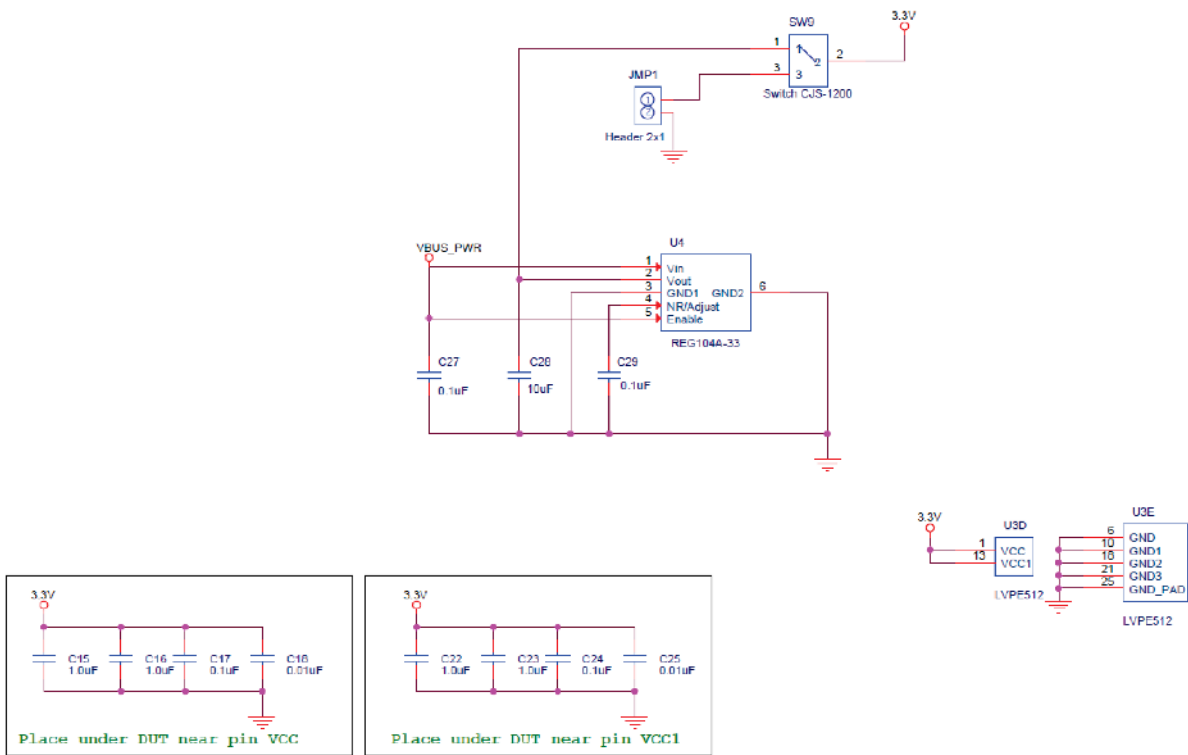 3.3V
SW9
1
1
2
2
3
3
Switch CJS-1200
JMP1
1
2
Header 2x1
VBUS_PWR
U4
1 Vin
2 Vout
3 GND1 GND2 6
4 NR/Adjust
5 Enable
REG104A-33
C27
0.1uF
C28
10uF
C29
0.1uF
3.3V
U3D
1 VCC
13 VCC1
LVPE512
U3E
6 GND
10 GND1
18 GND2
21 GND3
25 GND_PAD
LVPE512
3.3V
C15
1.0uF
C16
1.0uF
C17
0.1uF
C18
0.01uF
Place under DUT near pin VCC
3.3V
C22
1.0uF
C23
1.0uF
C24
0.1uF
C25
0.01uF
Place under DUT near pin VCC1